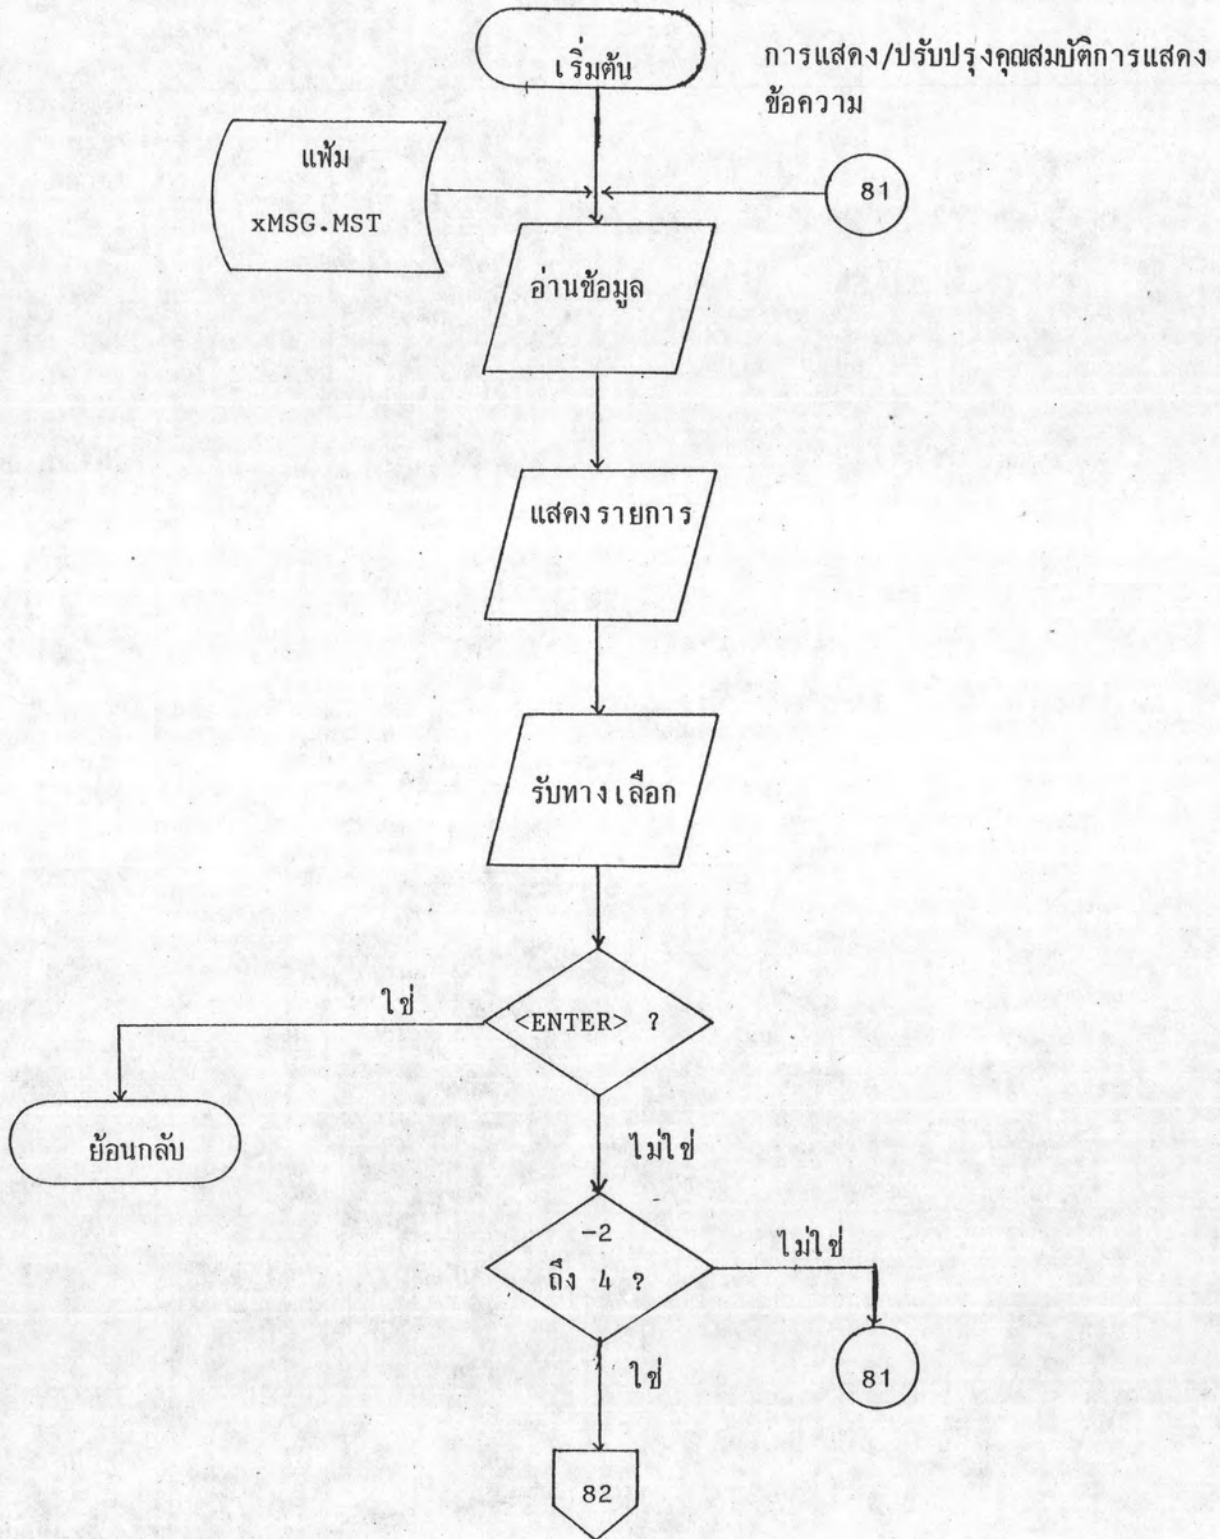 เริ่มต้น
การแสดง/ปรับปรุงคุณสมบัติการแสดง
ข้อความ
แฟ้ม
xMSG.MST
81
อ่านข้อมูล
แสดงรายการ
รับทางเลือก
ใช่
<ENTER> ?
ย้อนกลับ
ไม่ใช่
-2
ถึง 4 ?
ไม่ใช่
81
ใช่
82